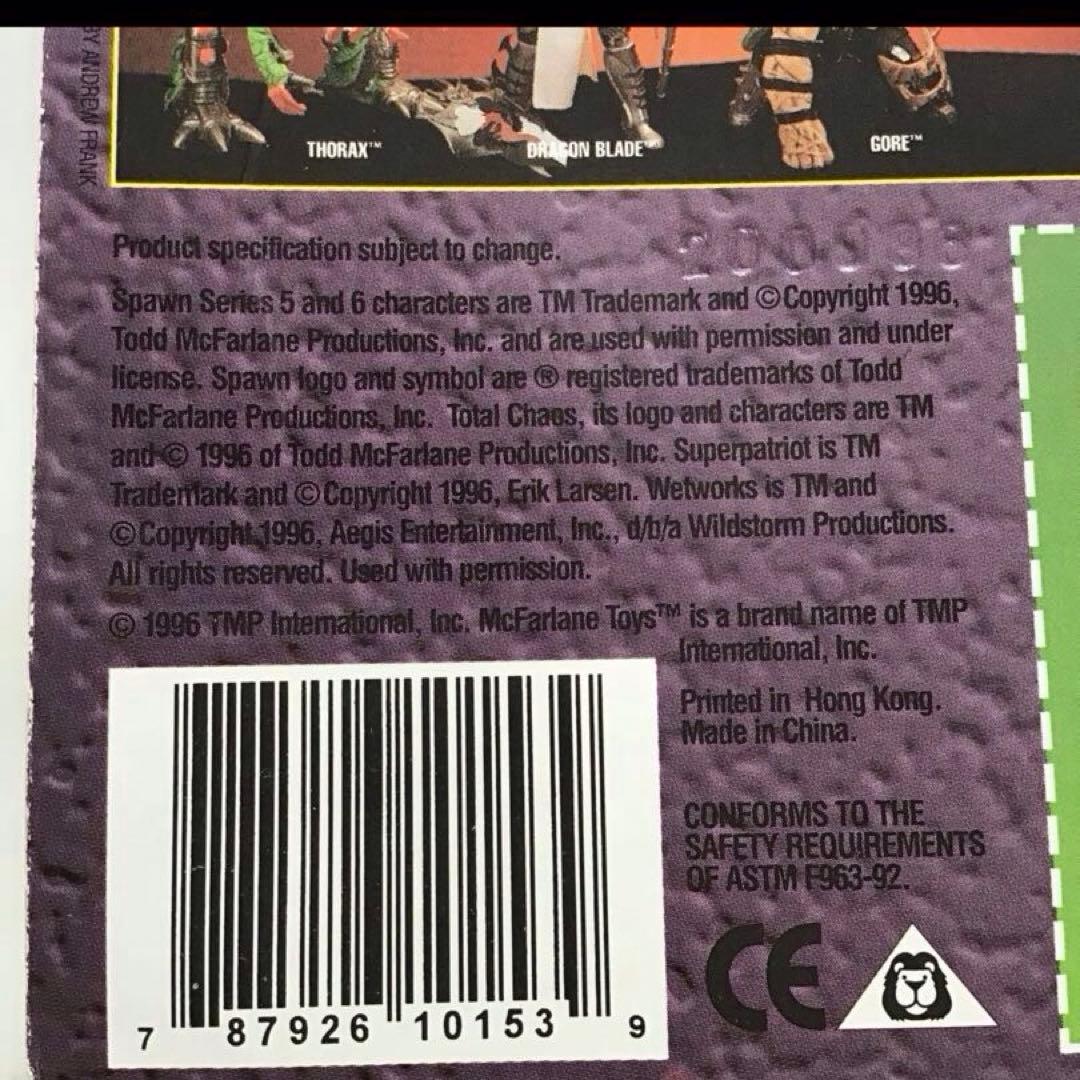 BY ANDREW FRANK
THORAX™
DRAGON BLADE™
GORE™
Product specification subject to change.
Spawn Series 5 and 6 characters are TM Trademark and ©Copyright 1996,
Todd McFarlane Productions, Inc. and are used with permission and under
license. Spawn logo and symbol are ® registered trademarks of Todd
McFarlane Productions, Inc. Total Chaos, its logo and characters are TM
and © 1996 of Todd McFarlane Productions, Inc. Superpatriot is TM
Trademark and ©Copyright 1996, Erik Larsen. Wetworks is TM and
©Copyright 1996, Aegis Entertainment, Inc., d/b/a Wildstorm Productions.
All rights reserved. Used with permission.
© 1996 TMP International, Inc. McFarlane Toys™ is a brand name of TMP
International, Inc.
Printed in Hong Kong.
Made in China.
CONFORMS TO THE
SAFETY REQUIREMENTS
OF ASTM F963-92.
CE
7 87926 10153 9